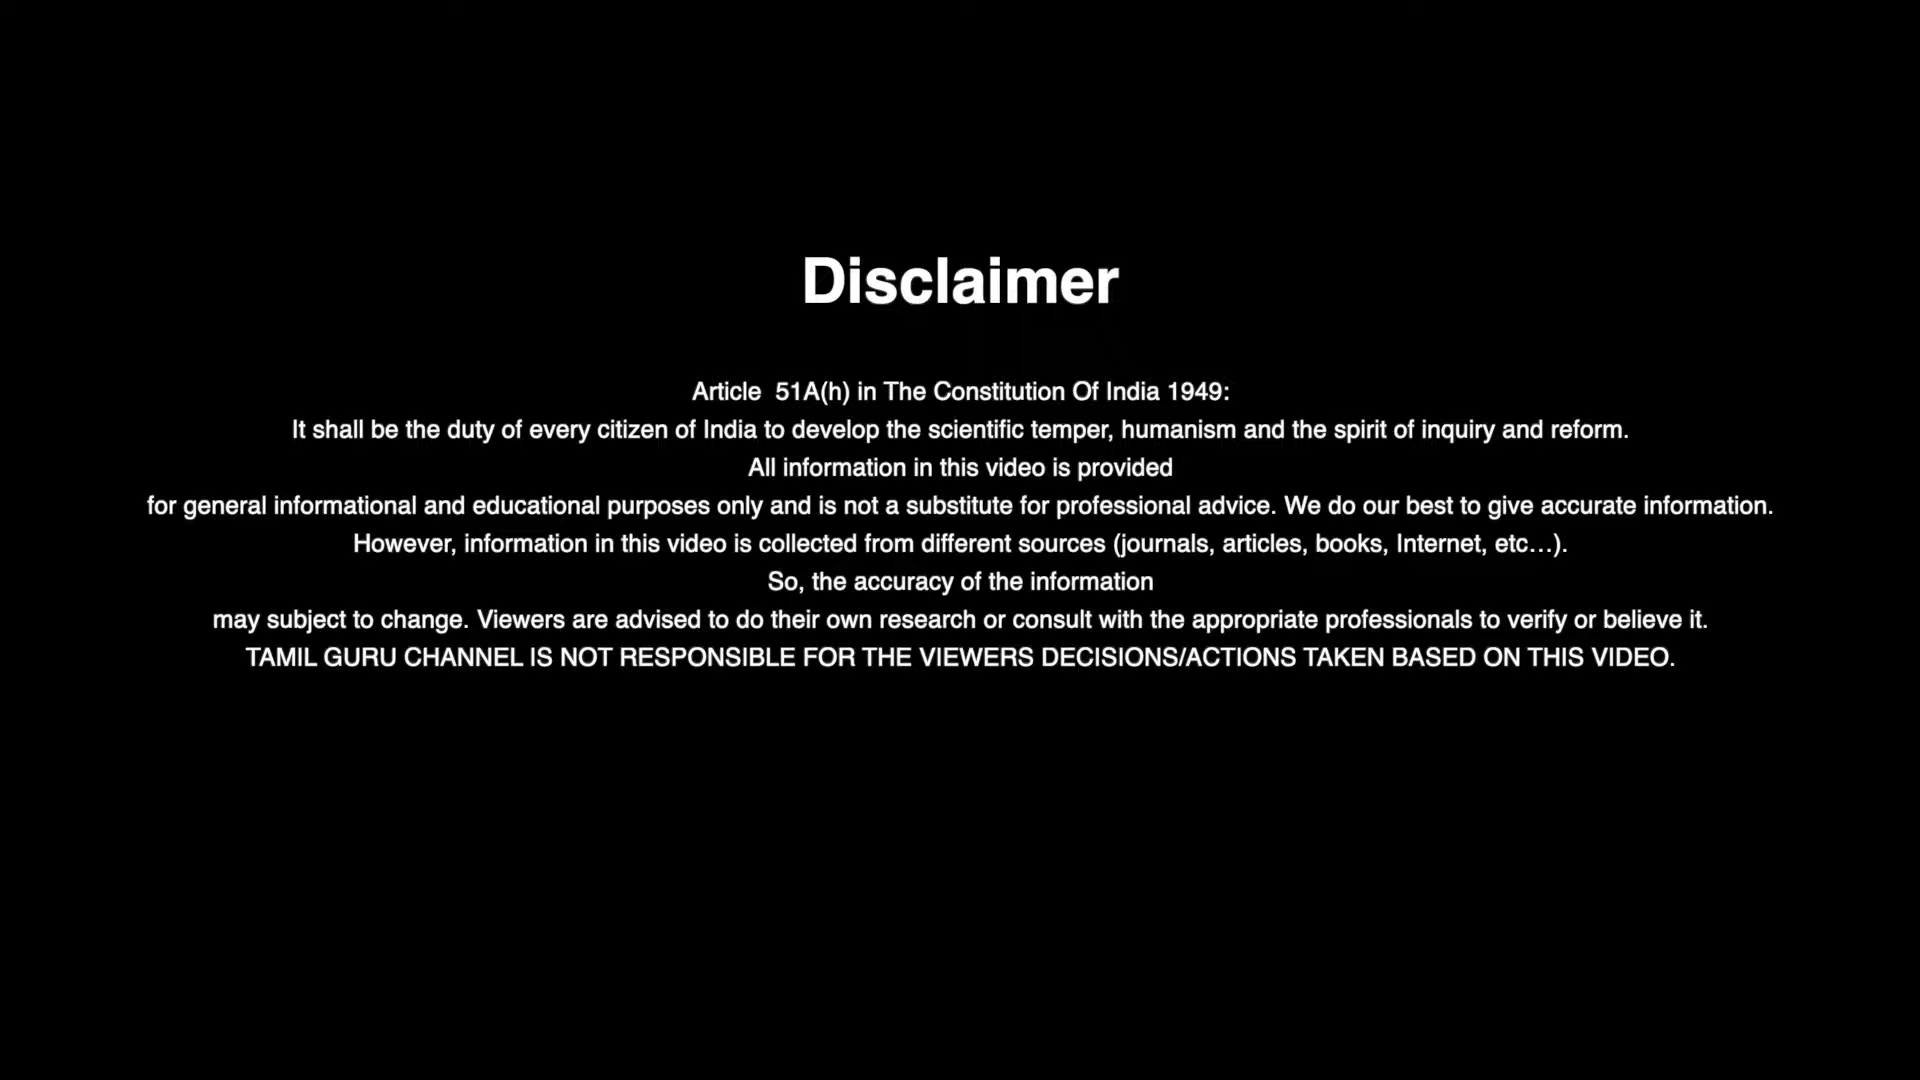 Disclaimer
Article  51A(h) in The Constitution Of India 1949:
It shall be the duty of every citizen of India to develop the scientific temper, humanism and the spirit of inquiry and reform.
All information in this video is provided
for general informational and educational purposes only and is not a substitute for professional advice. We do our best to give accurate information.
However, information in this video is collected from different sources (journals, articles, books, Internet, etc…).
So, the accuracy of the information
may subject to change. Viewers are advised to do their own research or consult with the appropriate professionals to verify or believe it.
TAMIL GURU CHANNEL IS NOT RESPONSIBLE FOR THE VIEWERS DECISIONS/ACTIONS TAKEN BASED ON THIS VIDEO.